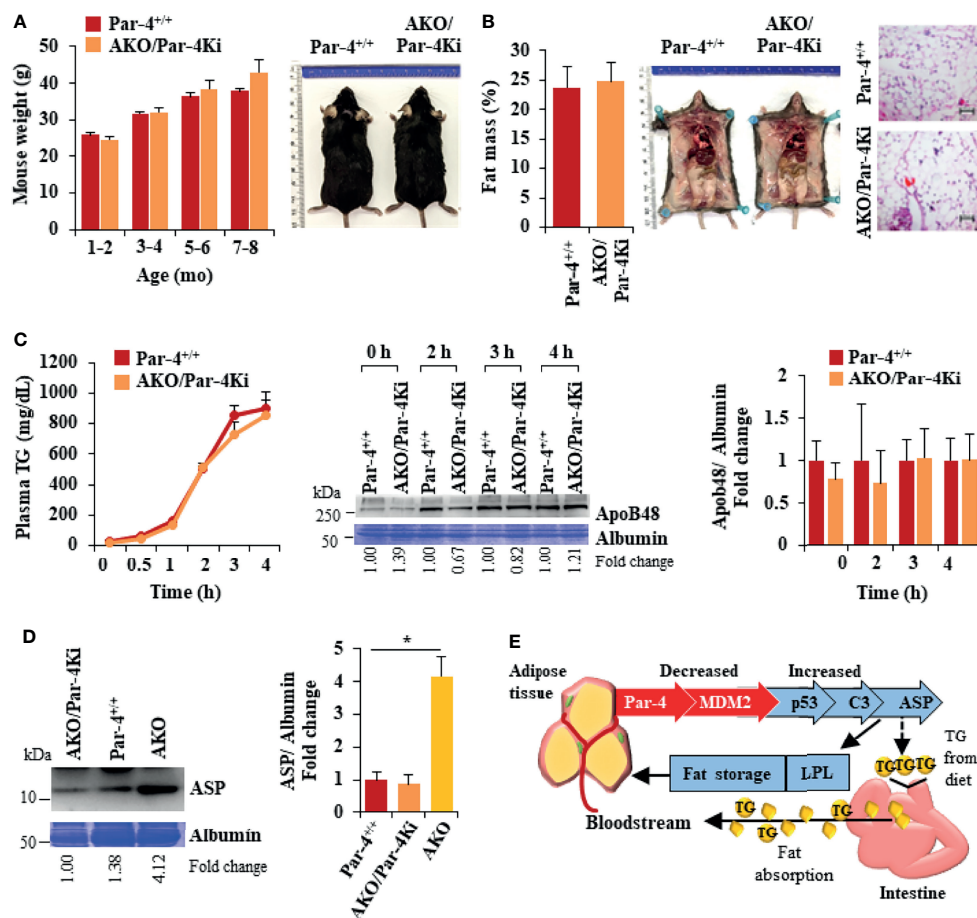 A
Par-4+/+
AKO/Par-4Ki
Mouse weight (g)
50
40
30
20
10
0
1-2
3-4
5-6
7-8
Age (mo)
Par-4+/+
AKO/
Par-4Ki
B
Fat mass (%)
35
30
25
20
15
10
5
0
Par-4+/+
AKO/
Par-4Ki
Par-4+/+
AKO/
Par-4Ki
Par-4+/+
AKO/Par-4Ki
C
Par-4+/+
AKO/Par-4Ki
Plasma TG (mg/dL)
1200
1000
800
600
400
200
0
0
0.5
1
2
3
4
Time (h)
0 h
2 h
3 h
4 h
Par-4+/+
AKO/Par-4Ki
Par-4+/+
AKO/Par-4Ki
Par-4+/+
AKO/Par-4Ki
Par-4+/+
AKO/Par-4Ki
kDa
250
ApoB48
50
Albumin
1.00
1.39
1.00
0.67
1.00
0.82
1.00
1.21
Fold change
Par-4+/+
AKO/Par-4Ki
Apob48/ Albumin
Fold change
2
1.5
1
0.5
0
0
2
3
4
Time (h)
D
AKO/Par-4Ki
Par-4+/+
AKO
kDa
10
ASP
50
Albumin
1.00
1.38
4.12
Fold change
ASP/ Albumin
Fold change
5
4
3
2
1
0
*
Par-4+/+
AKO/Par-4Ki
AKO
E
Adipose
tissue
Decreased
Increased
Par-4
MDM2
p53
C3
ASP
TG
from
diet
TG
TG
TG
Fat storage
LPL
TG
TG
TG
Bloodstream
Fat
absorption
Intestine